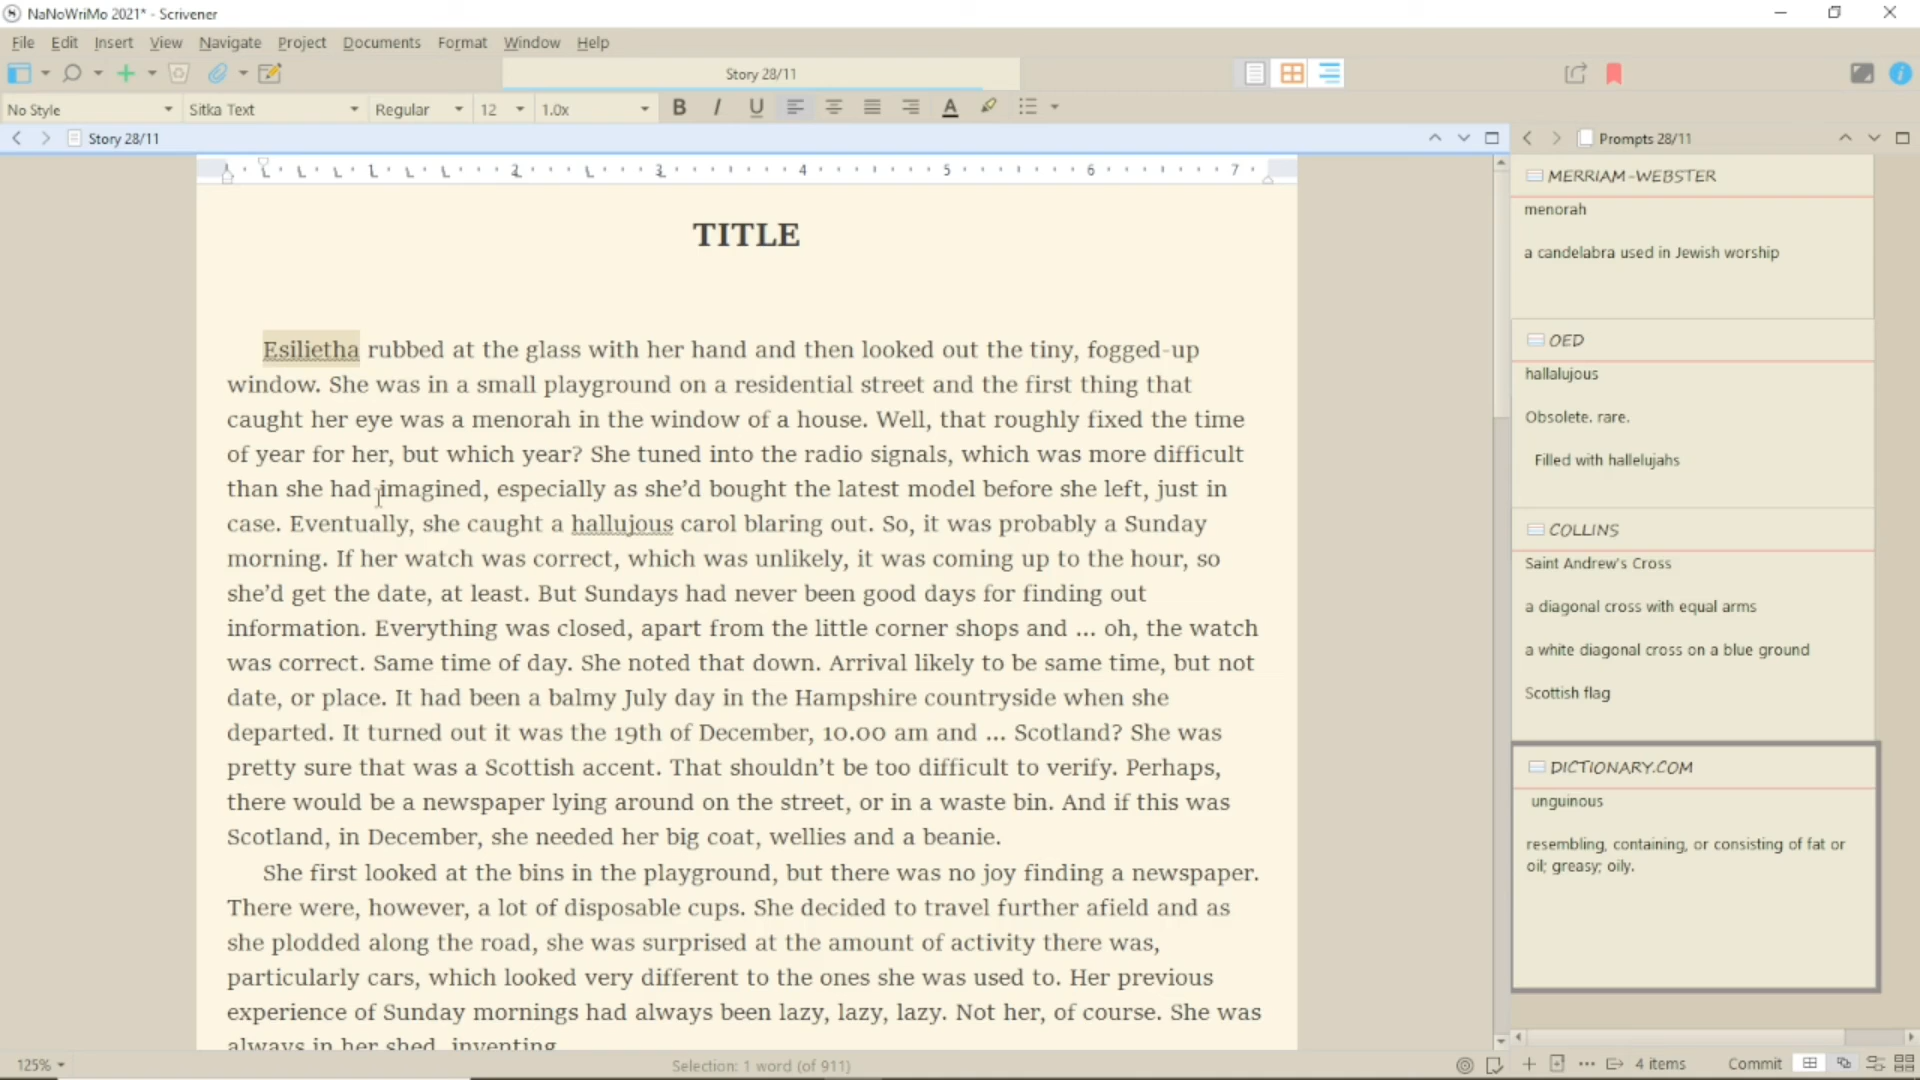 NaNoWriMo 2021* - Scrivener
File Edit Insert View Navigate Project Documents Format Window Help
Story 28/11
No Style Sitka Text Regular 12 1.0x B I U A
Story 28/11
Prompts 28/11
1 2 3 4 5 6 7
TITLE
Esilietha rubbed at the glass with her hand and then looked out the tiny, fogged-up
window. She was in a small playground on a residential street and the first thing that
caught her eye was a menorah in the window of a house. Well, that roughly fixed the time
of year for her, but which year? She tuned into the radio signals, which was more difficult
than she had imagined, especially as she’d bought the latest model before she left, just in
case. Eventually, she caught a hallujous carol blaring out. So, it was probably a Sunday
morning. If her watch was correct, which was unlikely, it was coming up to the hour, so
she’d get the date, at least. But Sundays had never been good days for finding out
information. Everything was closed, apart from the little corner shops and ... oh, the watch
was correct. Same time of day. She noted that down. Arrival likely to be same time, but not
date, or place. It had been a balmy July day in the Hampshire countryside when she
departed. It turned out it was the 19th of December, 10.00 am and ... Scotland? She was
pretty sure that was a Scottish accent. That shouldn’t be too difficult to verify. Perhaps,
there would be a newspaper lying around on the street, or in a waste bin. And if this was
Scotland, in December, she needed her big coat, wellies and a beanie.
She first looked at the bins in the playground, but there was no joy finding a newspaper.
There were, however, a lot of disposable cups. She decided to travel further afield and as
she plodded along the road, she was surprised at the amount of activity there was,
particularly cars, which looked very different to the ones she was used to. Her previous
experience of Sunday mornings had always been lazy, lazy, lazy. Not her, of course. She was
always in her shed, inventing
MERRIAM-WEBSTER
menorah
a candelabra used in Jewish worship
OED
hallalujous
Obsolete. rare.
Filled with hallelujahs
COLLINS
Saint Andrew's Cross
a diagonal cross with equal arms
a white diagonal cross on a blue ground
Scottish flag
DICTIONARY.COM
unguinous
resembling, containing, or consisting of fat or
oil; greasy; oily.
125%
Selection: 1 word (of 911)
4 items
Commit